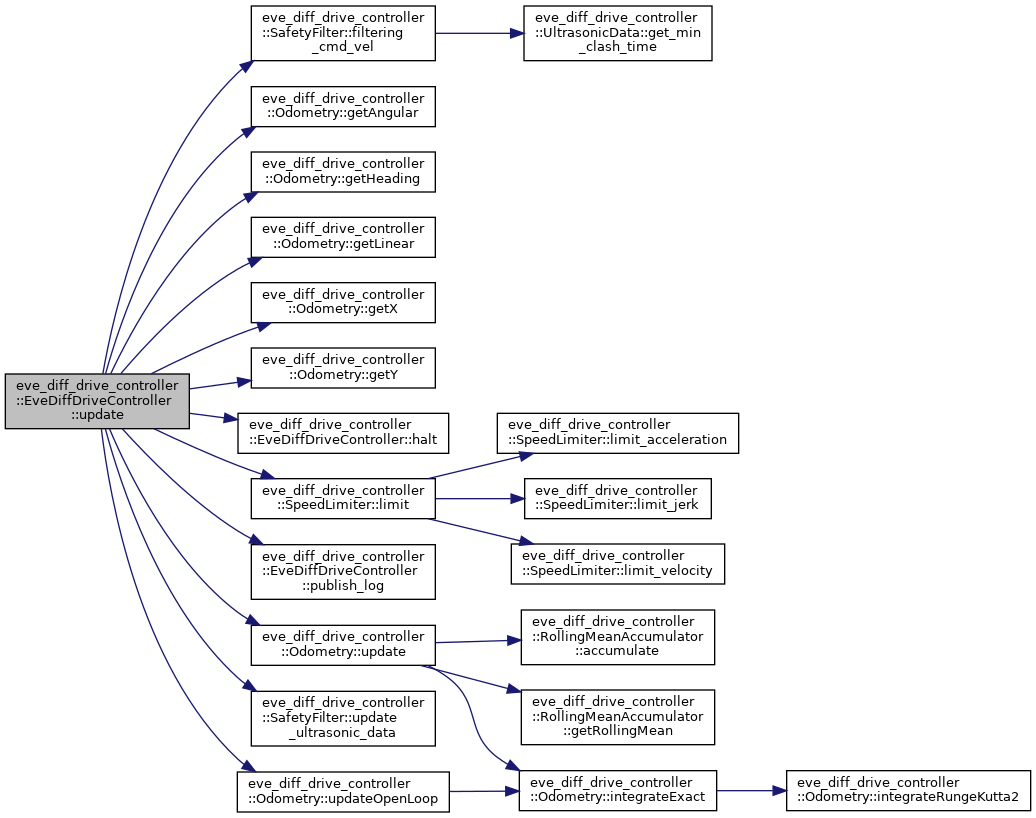 eve_diff_drive_controller
::EveDiffDriveController
::update
eve_diff_drive_controller
::SafetyFilter::filtering
_cmd_vel
eve_diff_drive_controller
::UltrasonicData::get_min
_clash_time
eve_diff_drive_controller
::Odometry::getAngular
eve_diff_drive_controller
::Odometry::getHeading
eve_diff_drive_controller
::Odometry::getLinear
eve_diff_drive_controller
::Odometry::getX
eve_diff_drive_controller
::Odometry::getY
eve_diff_drive_controller
::EveDiffDriveController::halt
eve_diff_drive_controller
::SpeedLimiter::limit
eve_diff_drive_controller
::SpeedLimiter::limit_acceleration
eve_diff_drive_controller
::SpeedLimiter::limit_jerk
eve_diff_drive_controller
::SpeedLimiter::limit_velocity
eve_diff_drive_controller
::EveDiffDriveController
::publish_log
eve_diff_drive_controller
::Odometry::update
eve_diff_drive_controller
::RollingMeanAccumulator
::accumulate
eve_diff_drive_controller
::RollingMeanAccumulator
::getRollingMean
eve_diff_drive_controller
::SafetyFilter::update
_ultrasonic_data
eve_diff_drive_controller
::Odometry::updateOpenLoop
eve_diff_drive_controller
::Odometry::integrateExact
eve_diff_drive_controller
::Odometry::integrateRungeKutta2